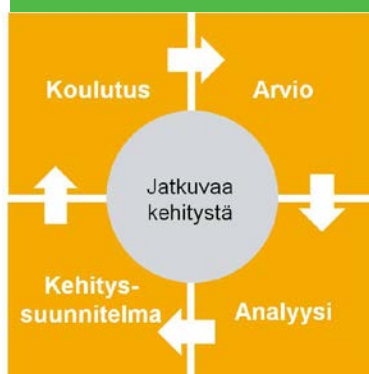 Koulutus
Arvio
Jatkuvaa
kehitystä
Kehitys-
suunnitelma
Analyysi